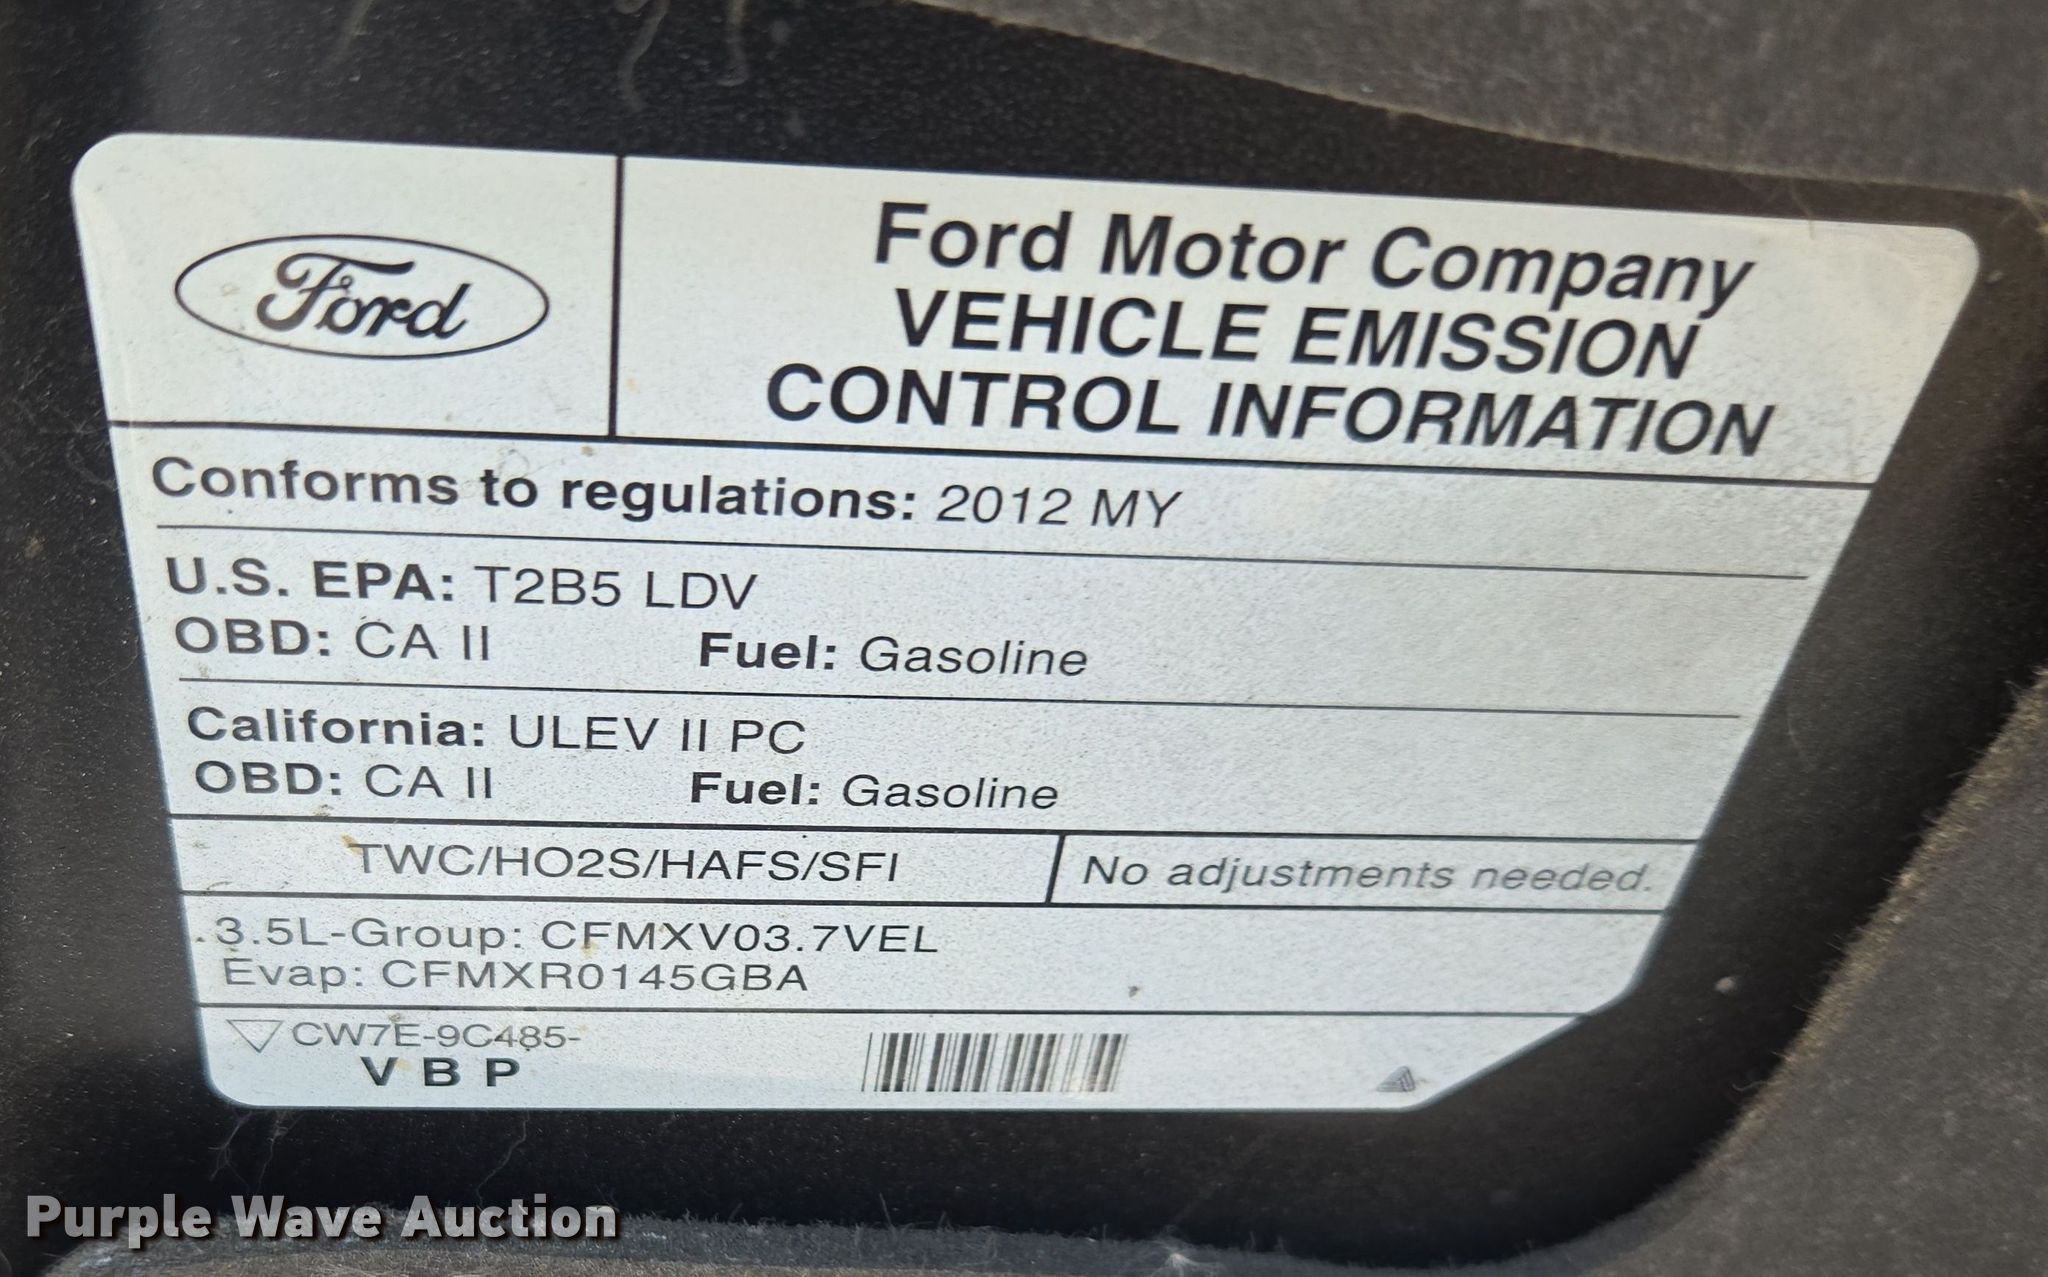 Ford
Ford Motor Company
VEHICLE EMISSION
CONTROL INFORMATION
Conforms to regulations: 2012 MY
U.S. EPA: T2B5 LDV
OBD: CA II Fuel: Gasoline
California: ULEV II PC
OBD: CA II Fuel: Gasoline
TWC/HO2S/HAFS/SFI No adjustments needed.
3.5L-Group: CFMXV03.7VEL
Evap: CFMXR0145GBA
CW7E-9C485-
V B P
Purple Wave Auction